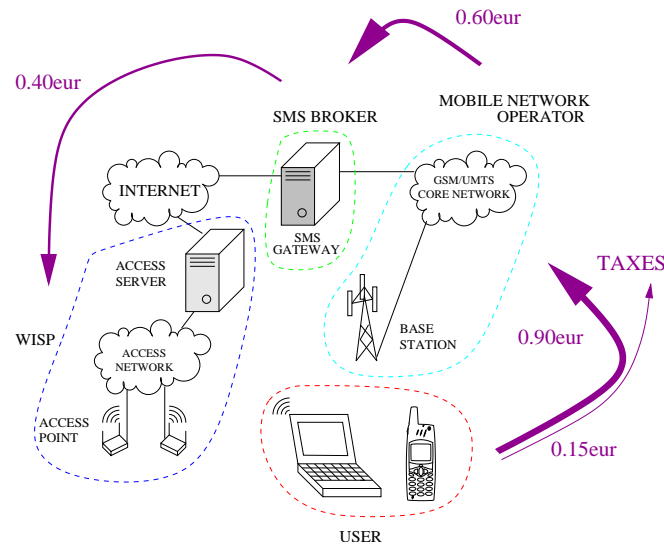 0.60eur
0.40eur
MOBILE NETWORK
OPERATOR
SMS BROKER
GSM/UMTS
CORE NETWORK
INTERNET
SMS
GATEWAY
ACCESS
SERVER
TAXES
WISP
BASE
STATION
0.90eur
ACCESS
NETWORK
ACCESS
POINT
0.15eur
USER